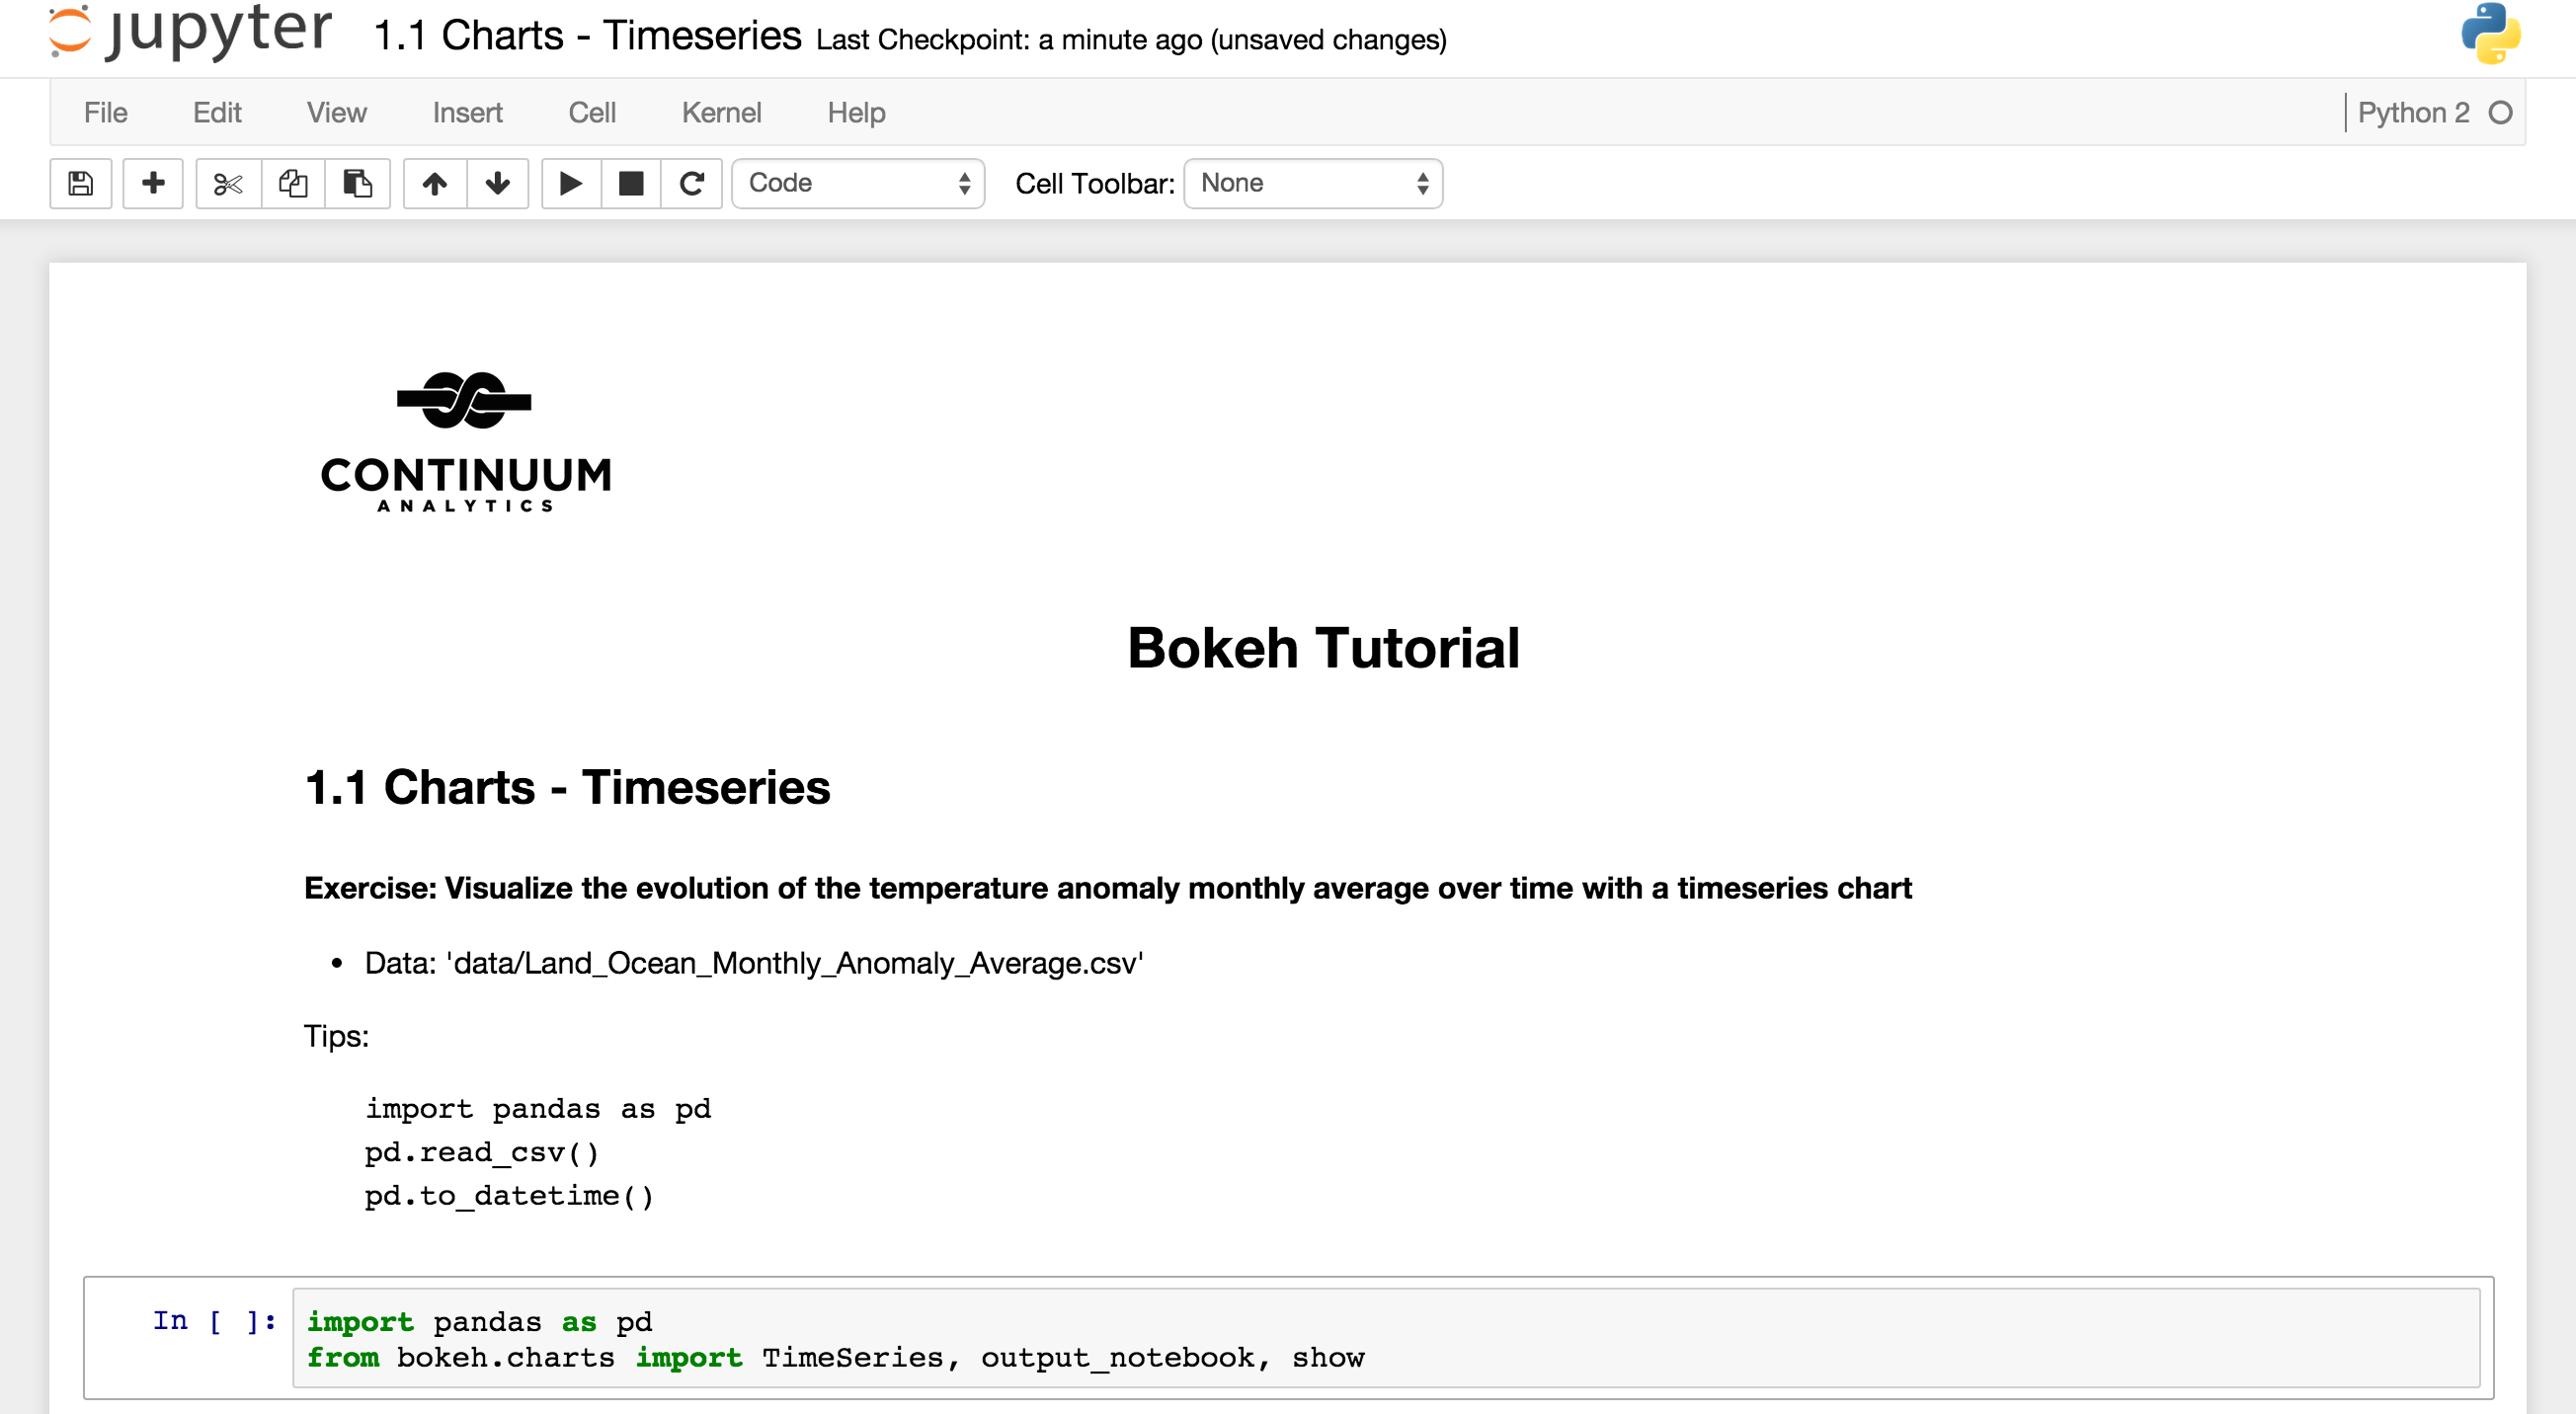 jupyter 1.1 Charts - Timeseries Last Checkpoint: a minute ago (unsaved changes)
File Edit View Insert Cell Kernel Help Python 2
Code Cell Toolbar: None
CONTINUUM
ANALYTICS
Bokeh Tutorial
1.1 Charts - Timeseries
Exercise: Visualize the evolution of the temperature anomaly monthly average over time with a timeseries chart
• Data: 'data/Land_Ocean_Monthly_Anomaly_Average.csv'
Tips:
import pandas as pd
pd.read_csv()
pd.to_datetime()
In [ ]: import pandas as pd
from bokeh.charts import TimeSeries, output_notebook, show